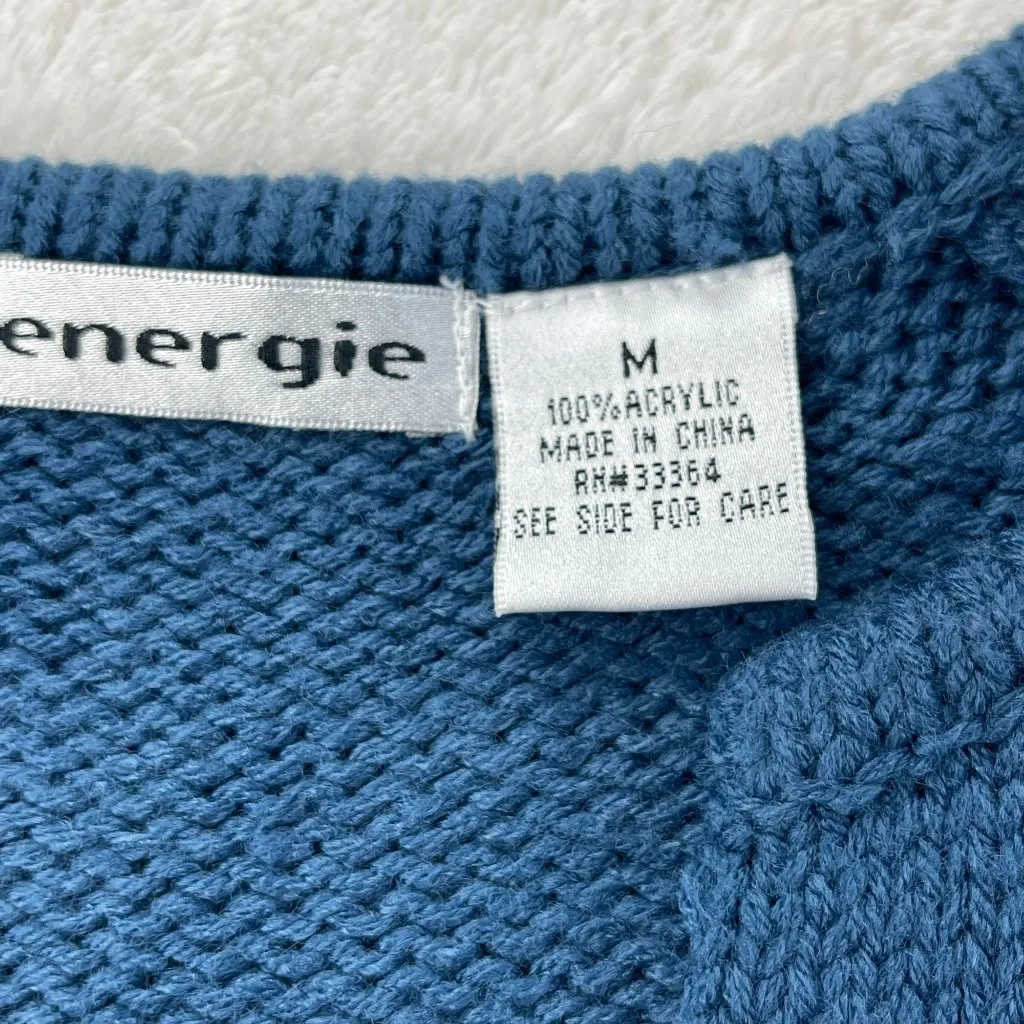 energie
M
100%ACRYLIC
MADE IN CHINA
RN#33364
SEE SIDE FOR CARE